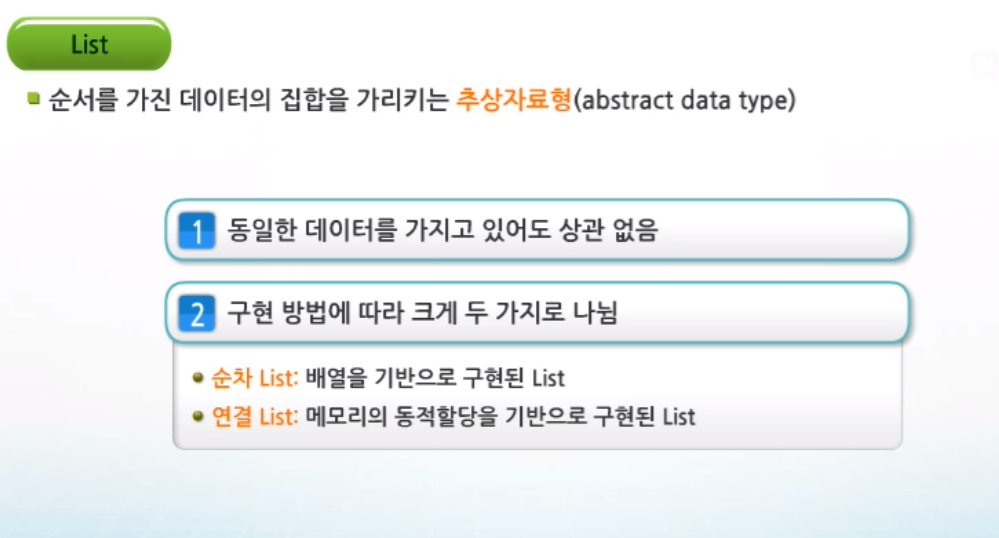 List
순서를 가진 데이터의 집합을 가리키는 추상자료형(abstract data type)
1 동일한 데이터를 가지고 있어도 상관 없음
2 구현 방법에 따라 크게 두 가지로 나뉨
순차 List: 배열을 기반으로 구현된 List
연결 List: 메모리의 동적할당을 기반으로 구현된 List